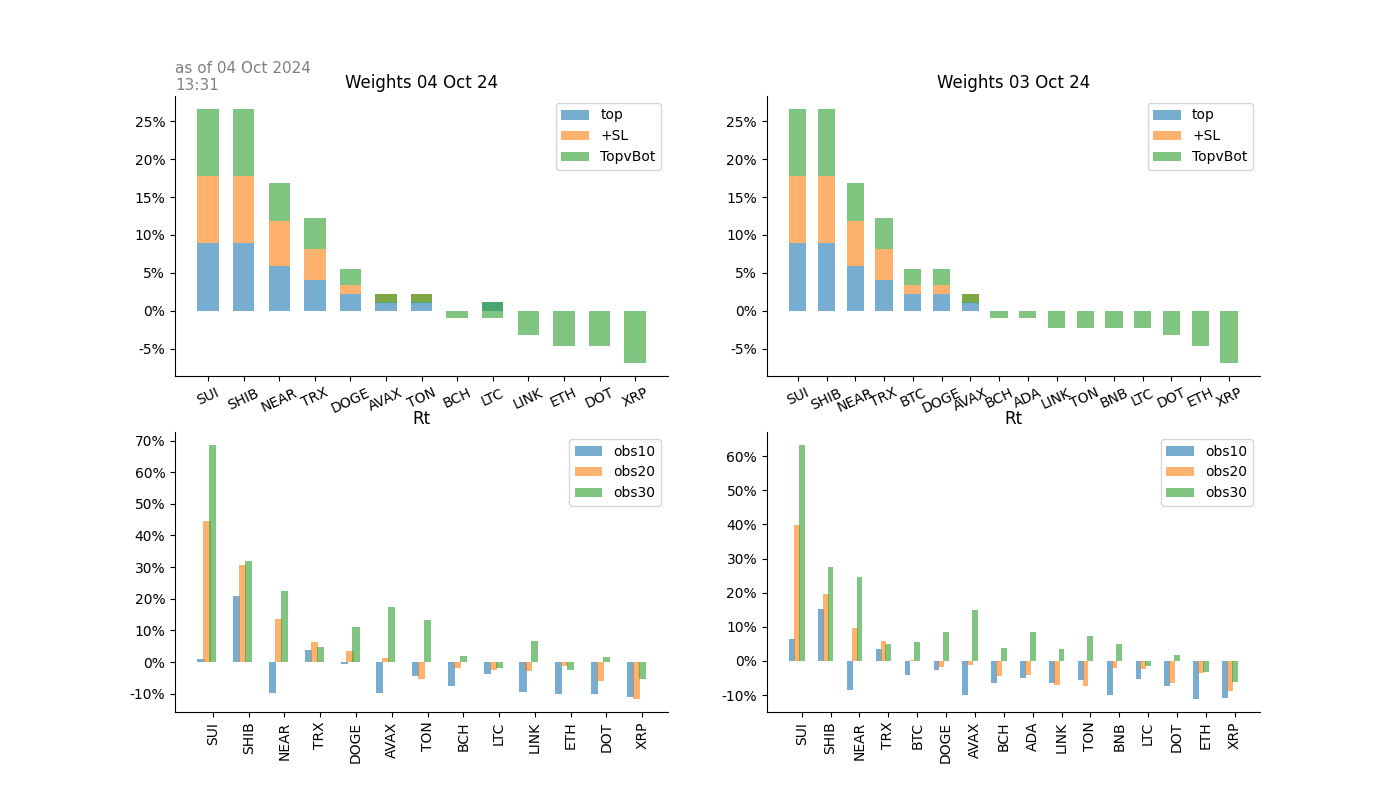 as of 04 Oct 2024
13:31
Weights 04 Oct 24
25%
20%
15%
10%
5%
0%
-5%
top
+SL
TopvBot
SUI SHIB NEAR TRX DOGE AVAX TON BCH LTC LINK ETH DOT XRP
Weights 03 Oct 24
25%
20%
15%
10%
5%
0%
-5%
top
+SL
TopvBot
SUI SHIB NEAR TRX BTC DOGE AVAX BCH ADA LINK TON BNB LTC DOT ETH XRP
Rt
70%
60%
50%
40%
30%
20%
10%
0%
-10%
obs10
obs20
obs30
SUI SHIB NEAR TRX DOGE AVAX TON BCH LTC LINK ETH DOT XRP
Rt
60%
50%
40%
30%
20%
10%
0%
-10%
obs10
obs20
obs30
SUI SHIB NEAR TRX BTC DOGE AVAX BCH ADA LINK TON BNB LTC DOT ETH XRP